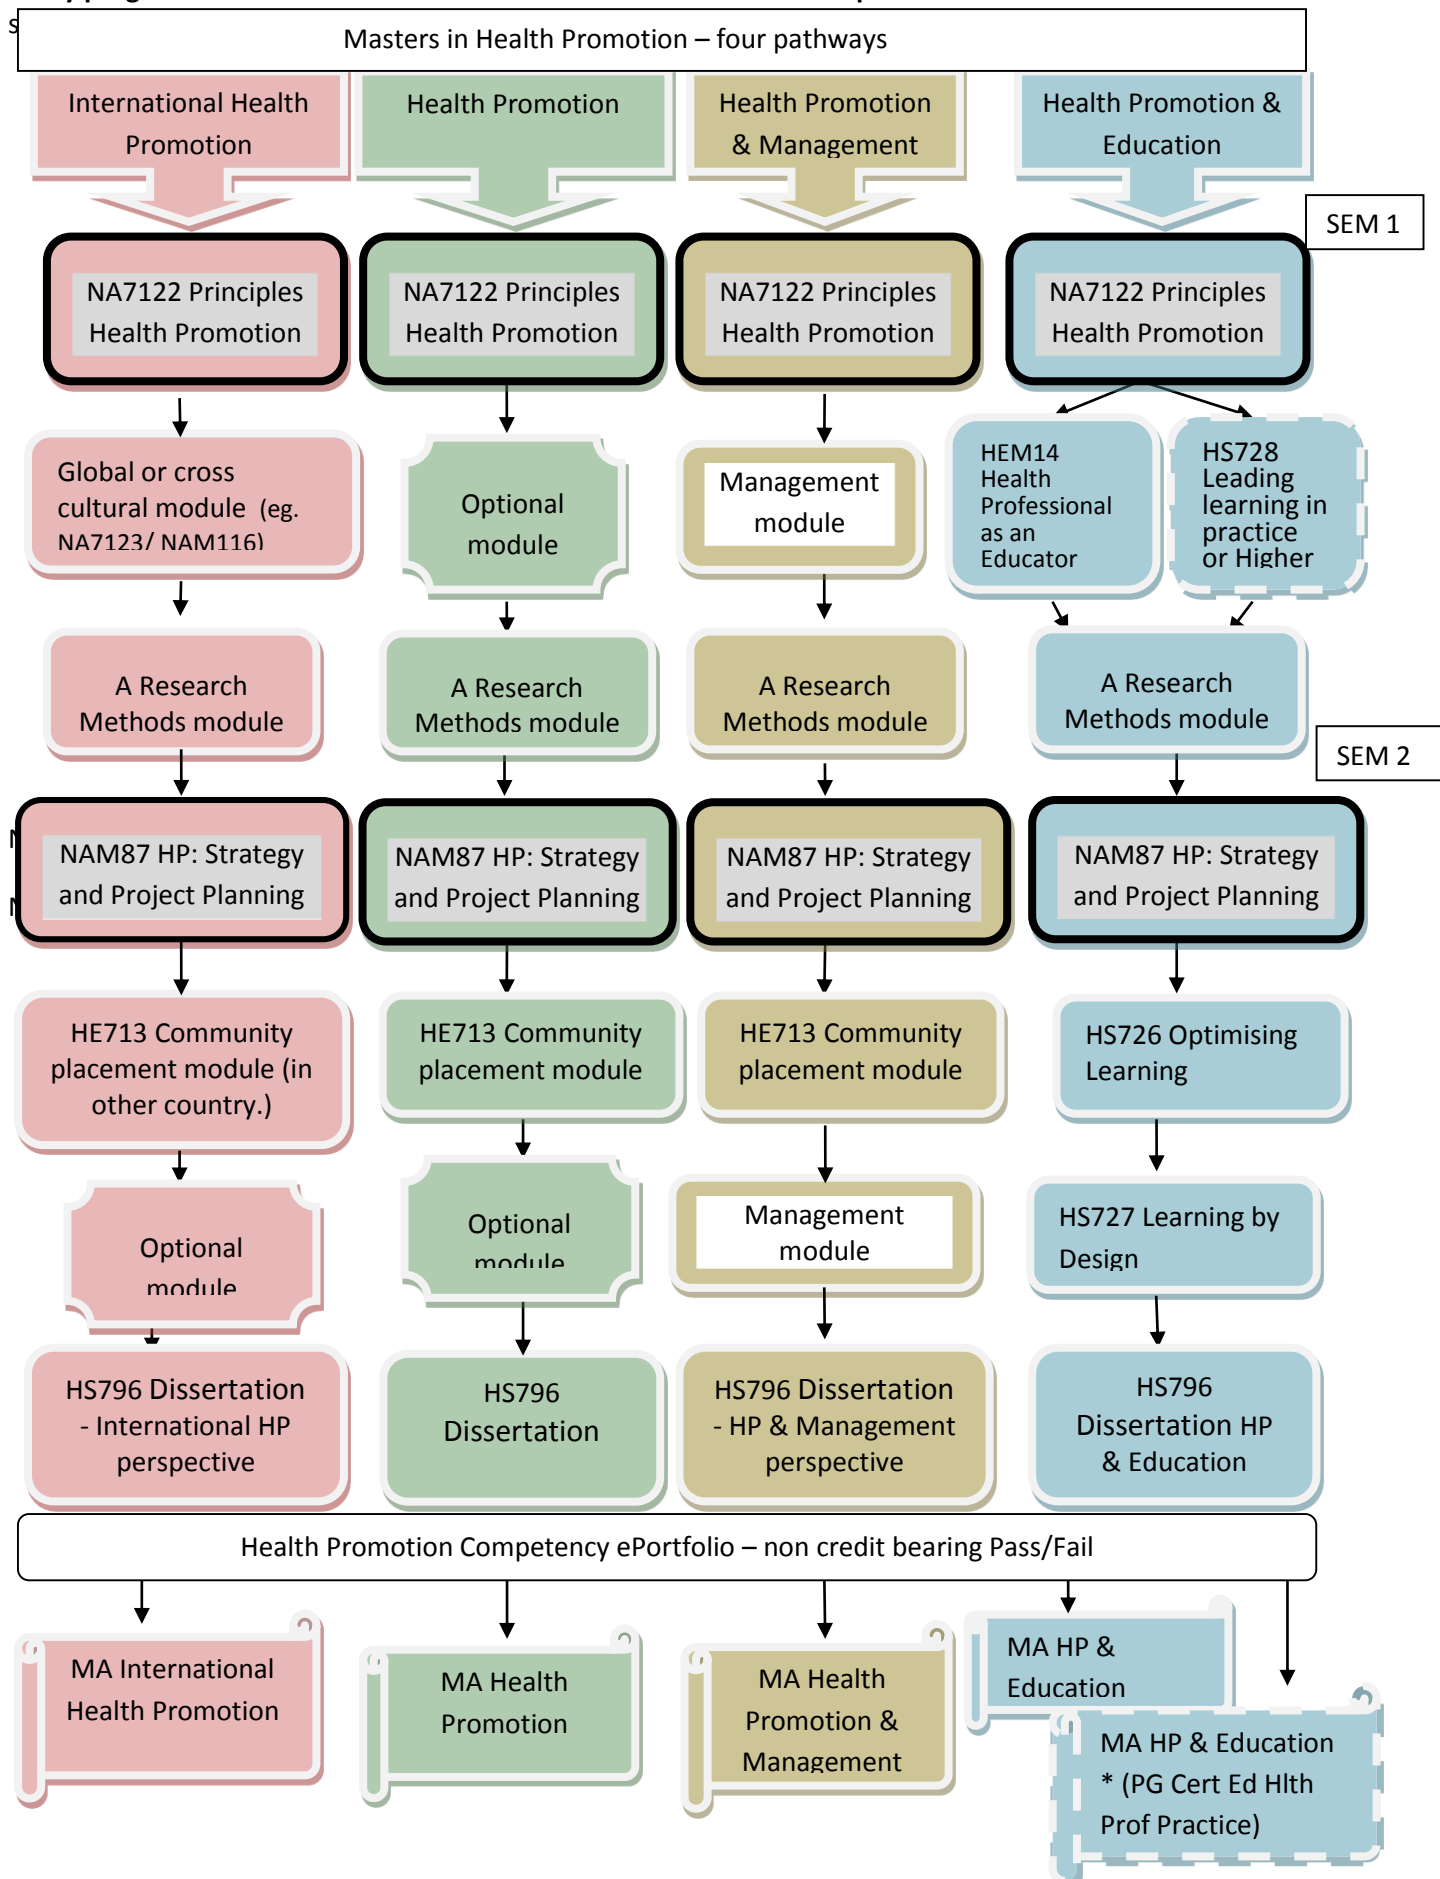 Masters in Health Promotion – four pathways
International Health
Promotion
Health Promotion
Health Promotion
& Management
Health Promotion &
Education
SEM 1
NA7122 Principles
Health Promotion
NA7122 Principles
Health Promotion
NA7122 Principles
Health Promotion
NA7122 Principles
Health Promotion
Global or cross
cultural module (eg.
NA7123/ NAM116)
Optional
module
Management
module
HEM14
Health
Professional
as an
Educator
HS728
Leading
learning in
practice
or Higher
A Research
Methods module
A Research
Methods module
A Research
Methods module
A Research
Methods module
SEM 2
NAM87 HP: Strategy
and Project Planning
NAM87 HP: Strategy
and Project Planning
NAM87 HP: Strategy
and Project Planning
NAM87 HP: Strategy
and Project Planning
HE713 Community
placement module (in
other country.)
HE713 Community
placement module
HE713 Community
placement module
HS726 Optimising
Learning
Optional
module
Optional
module
Management
module
HS727 Learning by
Design
HS796 Dissertation
- International HP
perspective
HS796
Dissertation
HS796 Dissertation
- HP & Management
perspective
HS796
Dissertation HP
& Education
Health Promotion Competency ePortfolio – non credit bearing Pass/Fail
MA International
Health Promotion
MA Health
Promotion
MA Health
Promotion &
Management
MA HP &
Education
MA HP & Education
* (PG Cert Ed Hlth
Prof Practice)